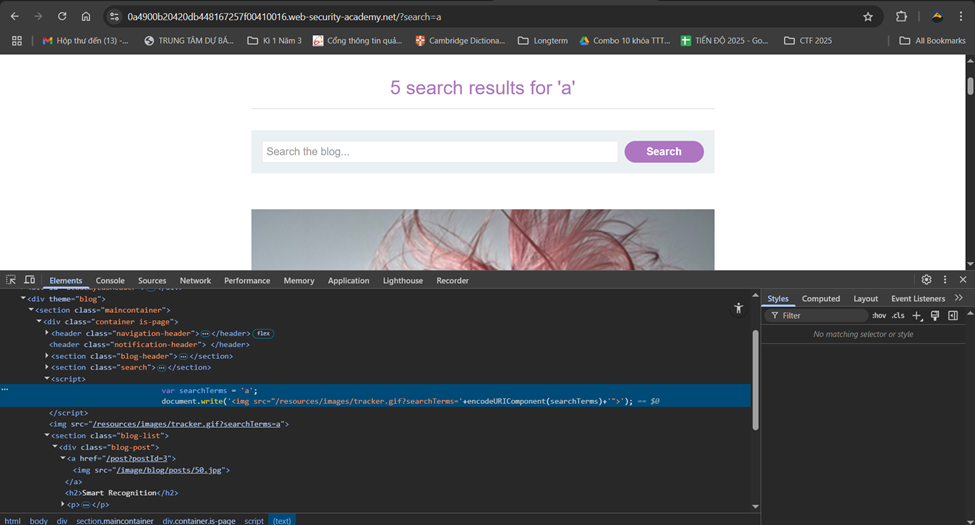 0a4900b20420db448167257f00410016.web-security-academy.net/?search=a
Hộp thư đến (13) -... TRUNG TÂM DỰ BÁ... Kì 1 Năm 3 Cổng thông tin quả... Cambridge Dictiona... Longterm Combo 10 khóa TTT... TIẾN ĐỘ 2025 - Go... CTF 2025 All Bookmarks
5 search results for 'a'
Search the blog... Search
Elements Console Sources Network Performance Memory Application Lighthouse Recorder
<div theme="blog">
<section class="maincontainer">
<div class="container is-page">
<header class="navigation-header">…</header> flex
<header class="notification-header"> </header>
<section class="blog-header">…</section>
<section class="search">…</section>
<script>
var searchTerms = 'a';
document.write('<img src="/resources/images/tracker.gif?searchTerms='+encodeURIComponent(searchTerms)+'">'); == $0
</script>
<img src="/resources/images/tracker.gif?searchTerms=a">
<section class="blog-list">
<div class="blog-post">
<a href="/post?postId=3">
<img src="/image/blog/posts/50.jpg">
</a>
<h2>Smart Recognition</h2>
<p>…</p>
html body div section.maincontainer div.container.is-page script (text)
Styles Computed Layout Event Listeners
Filter :hov .cls
No matching selector or style